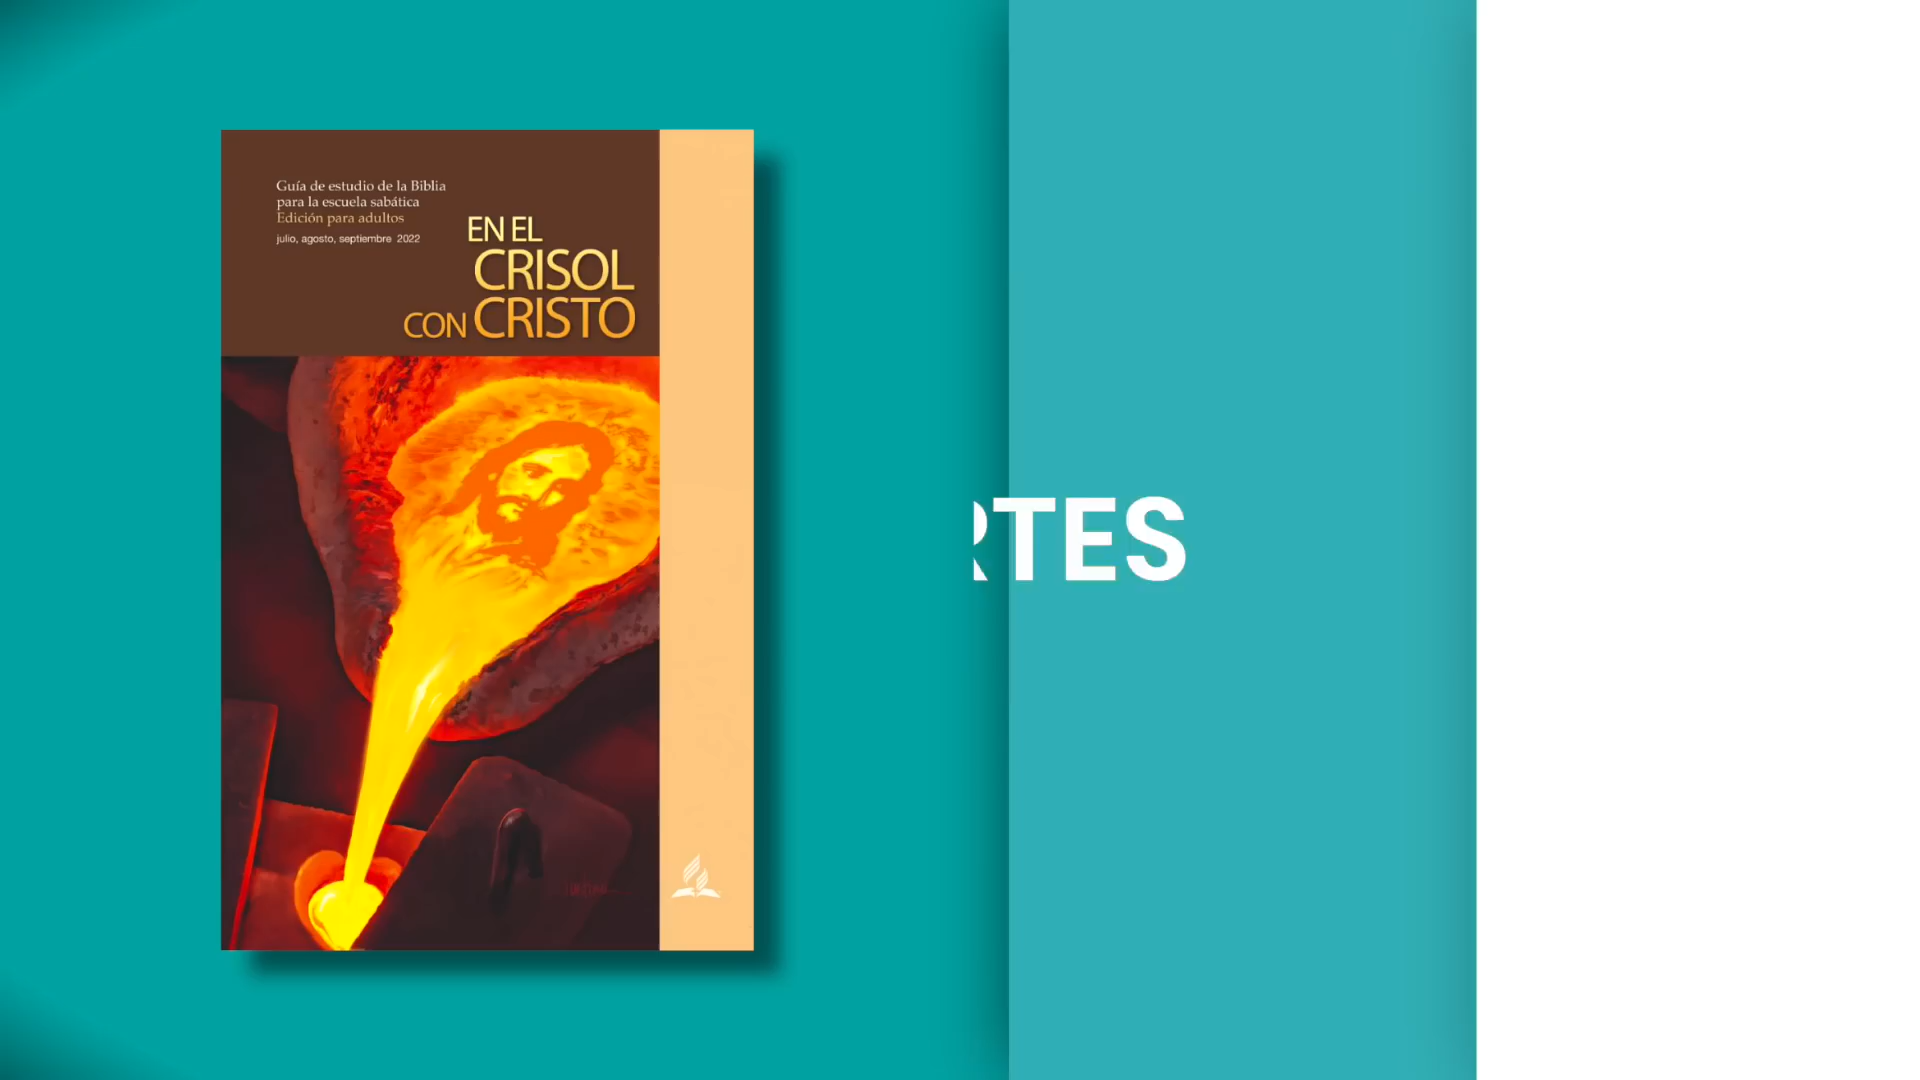 Guía de estudio de la Biblia
para la escuela sabática
Edición para adultos
julio, agosto, septiembre 2022
EN EL
CRISOL
CON CRISTO
RTES